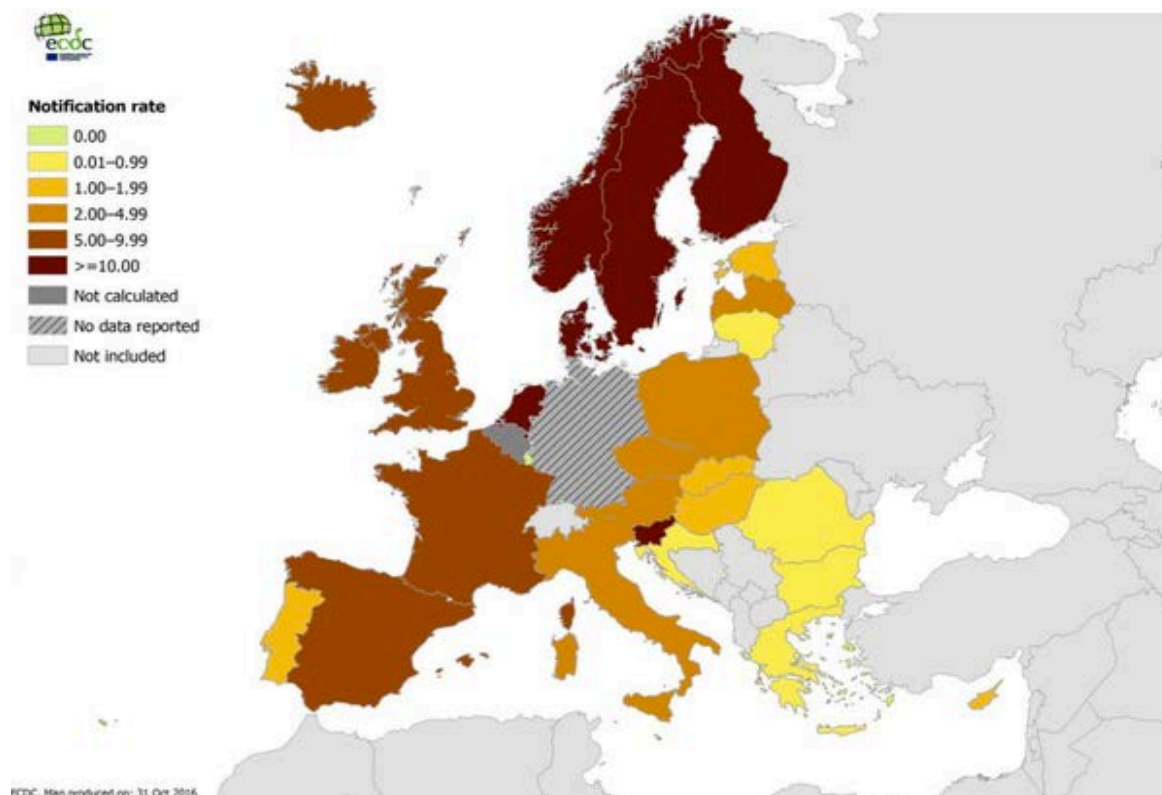 ecdc
Notification rate
0.00
0.01–0.99
1.00–1.99
2.00–4.99
5.00–9.99
>=10.00
Not calculated
No data reported
Not included
ECDC. Map produced on: 31 Oct 2016